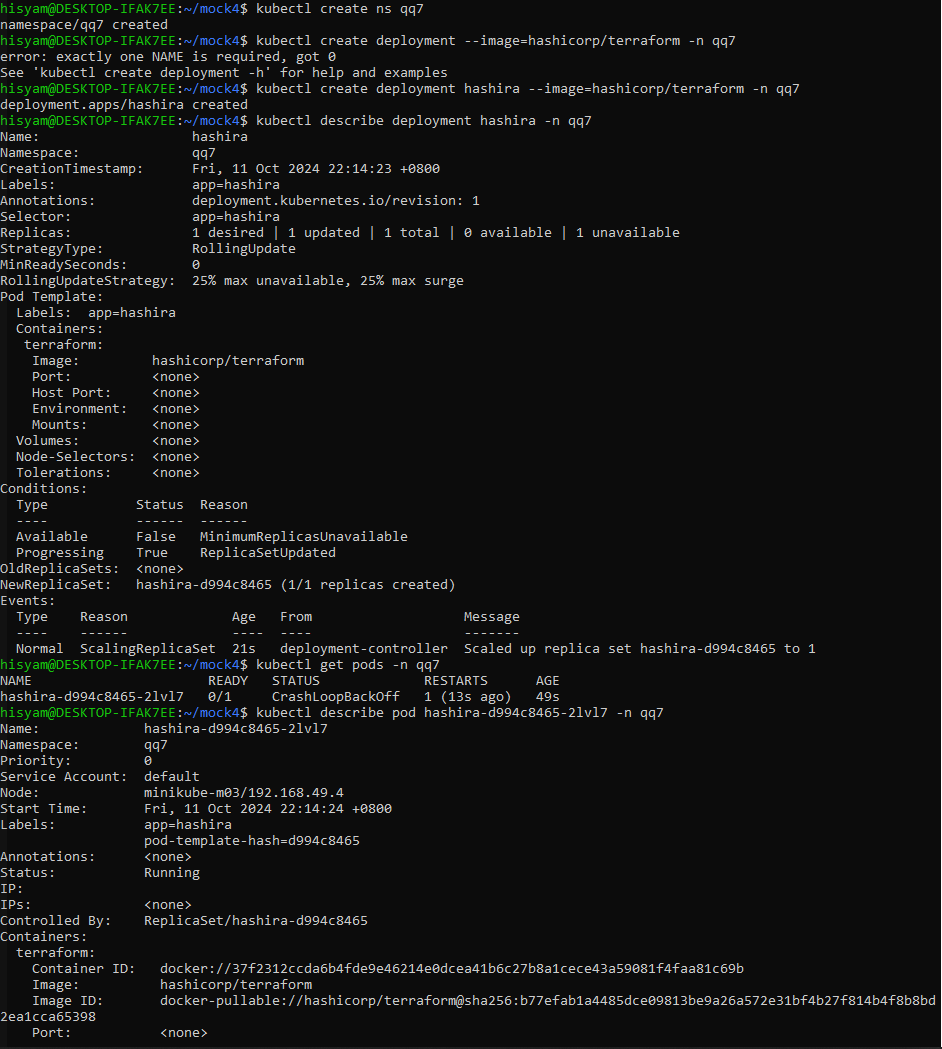 hisyam@DESKTOP-IFAK7EE:~/mock4$ kubectl create ns qq7
namespace/qq7 created
hisyam@DESKTOP-IFAK7EE:~/mock4$ kubectl create deployment --image=hashicorp/terraform -n qq7
error: exactly one NAME is required, got 0
See 'kubectl create deployment -h' for help and examples
hisyam@DESKTOP-IFAK7EE:~/mock4$ kubectl create deployment hashira --image=hashicorp/terraform -n qq7
deployment.apps/hashira created
hisyam@DESKTOP-IFAK7EE:~/mock4$ kubectl describe deployment hashira -n qq7
Name:                   hashira
Namespace:              qq7
CreationTimestamp:      Fri, 11 Oct 2024 22:14:23 +0800
Labels:                 app=hashira
Annotations:            deployment.kubernetes.io/revision: 1
Selector:               app=hashira
Replicas:               1 desired | 1 updated | 1 total | 0 available | 1 unavailable
StrategyType:           RollingUpdate
MinReadySeconds:        0
RollingUpdateStrategy:  25% max unavailable, 25% max surge
Pod Template:
  Labels:  app=hashira
  Containers:
   terraform:
    Image:         hashicorp/terraform
    Port:          <none>
    Host Port:     <none>
    Environment:   <none>
    Mounts:        <none>
  Volumes:         <none>
  Node-Selectors:  <none>
  Tolerations:     <none>
Conditions:
  Type           Status  Reason
  ----           ------  ------
  Available      False   MinimumReplicasUnavailable
  Progressing    True    ReplicaSetUpdated
OldReplicaSets:  <none>
NewReplicaSet:   hashira-d994c8465 (1/1 replicas created)
Events:
  Type    Reason             Age   From                   Message
  ----    ------             ----  ----                   -------
  Normal  ScalingReplicaSet  21s   deployment-controller  Scaled up replica set hashira-d994c8465 to 1
hisyam@DESKTOP-IFAK7EE:~/mock4$ kubectl get pods -n qq7
NAME                      READY   STATUS             RESTARTS      AGE
hashira-d994c8465-2lvl7   0/1     CrashLoopBackOff   1 (13s ago)   49s
hisyam@DESKTOP-IFAK7EE:~/mock4$ kubectl describe pod hashira-d994c8465-2lvl7 -n qq7
Name:             hashira-d994c8465-2lvl7
Namespace:        qq7
Priority:         0
Service Account:  default
Node:             minikube-m03/192.168.49.4
Start Time:       Fri, 11 Oct 2024 22:14:24 +0800
Labels:           app=hashira
                  pod-template-hash=d994c8465
Annotations:      <none>
Status:           Running
IP:
IPs:              <none>
Controlled By:    ReplicaSet/hashira-d994c8465
Containers:
  terraform:
    Container ID:   docker://37f2312ccda6b4fde9e46214e0dcea41b6c27b8a1cece43a59081f4faa81c69b
    Image:          hashicorp/terraform
    Image ID:       docker-pullable://hashicorp/terraform@sha256:b77efab1a4485dce09813be9a26a572e31bf4b27f814b4f8b8bd
2ea1cca65398
    Port:           <none>